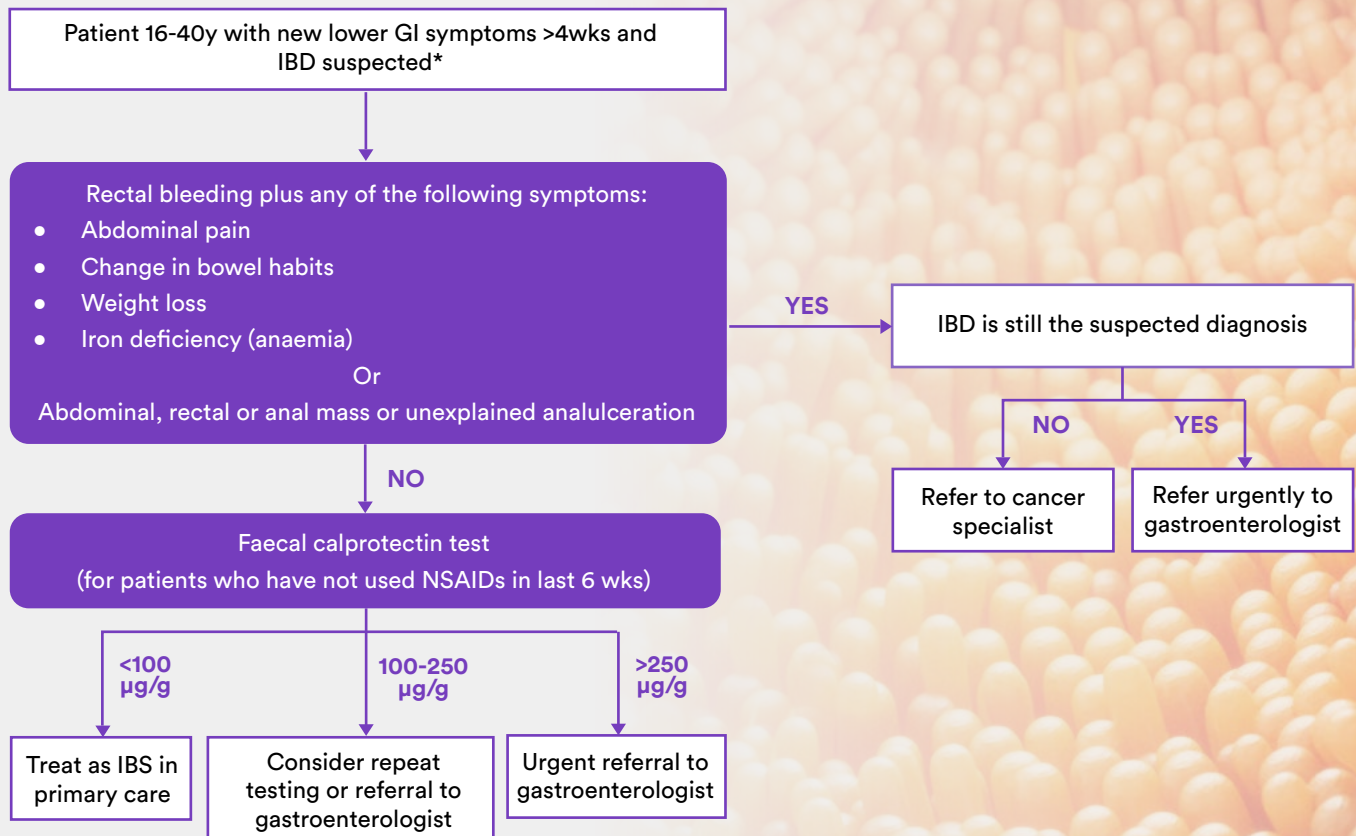 Patient 16-40y with new lower GI symptoms >4wks and
IBD suspected*
Rectal bleeding plus any of the following symptoms:
● Abdominal pain
● Change in bowel habits
● Weight loss
● Iron deficiency (anaemia)
Or
Abdominal, rectal or anal mass or unexplained analulceration
YES
IBD is still the suspected diagnosis
NO
YES
Refer to cancer
specialist
Refer urgently to
gastroenterologist
NO
Faecal calprotectin test
(for patients who have not used NSAIDs in last 6 wks)
<100
µg/g
100-250
µg/g
>250
µg/g
Treat as IBS in
primary care
Consider repeat
testing or referral to
gastroenterologist
Urgent referral to
gastroenterologist